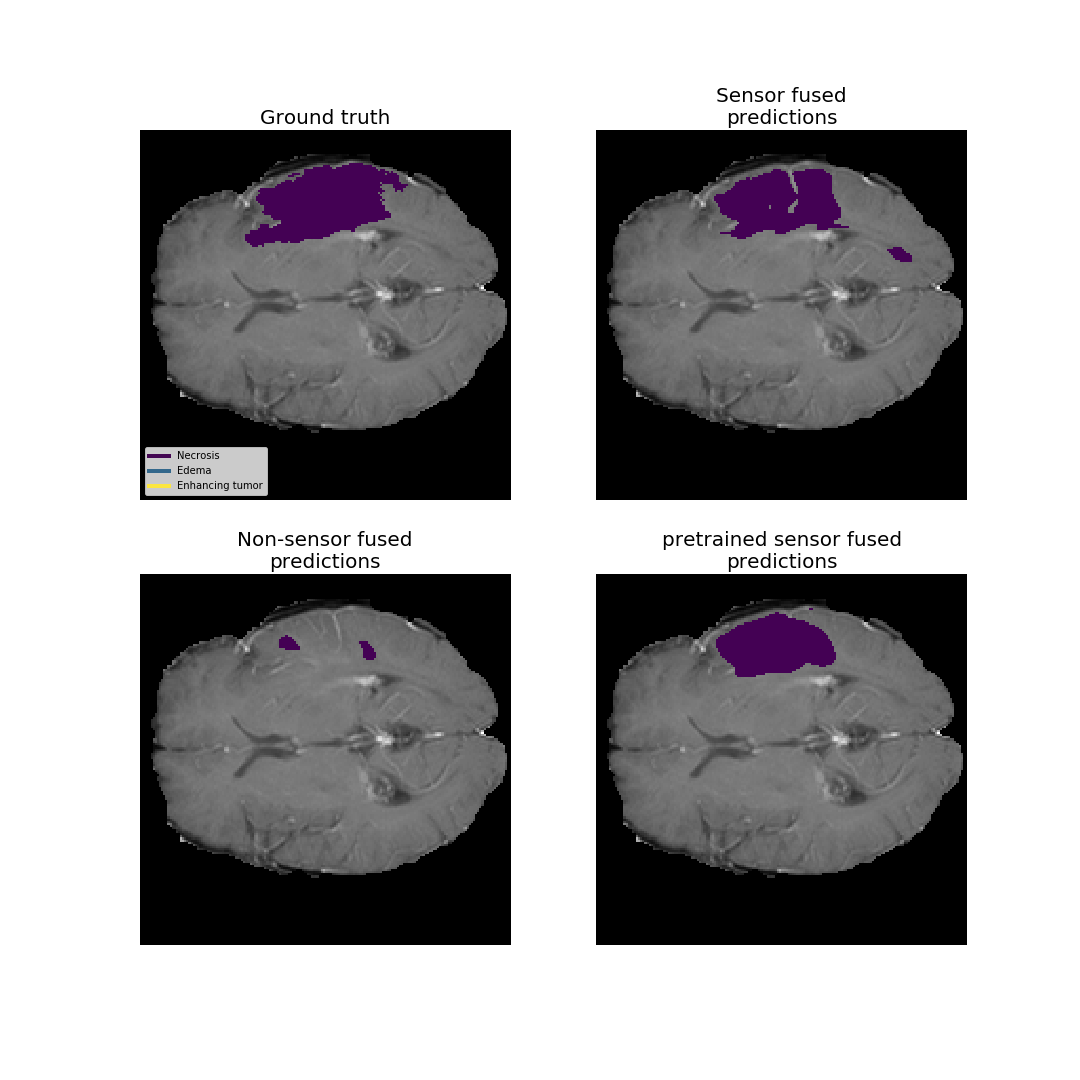 Ground truth
Sensor fused
predictions
Necrosis
Edema
Enhancing tumor
Non-sensor fused
predictions
pretrained sensor fused
predictions